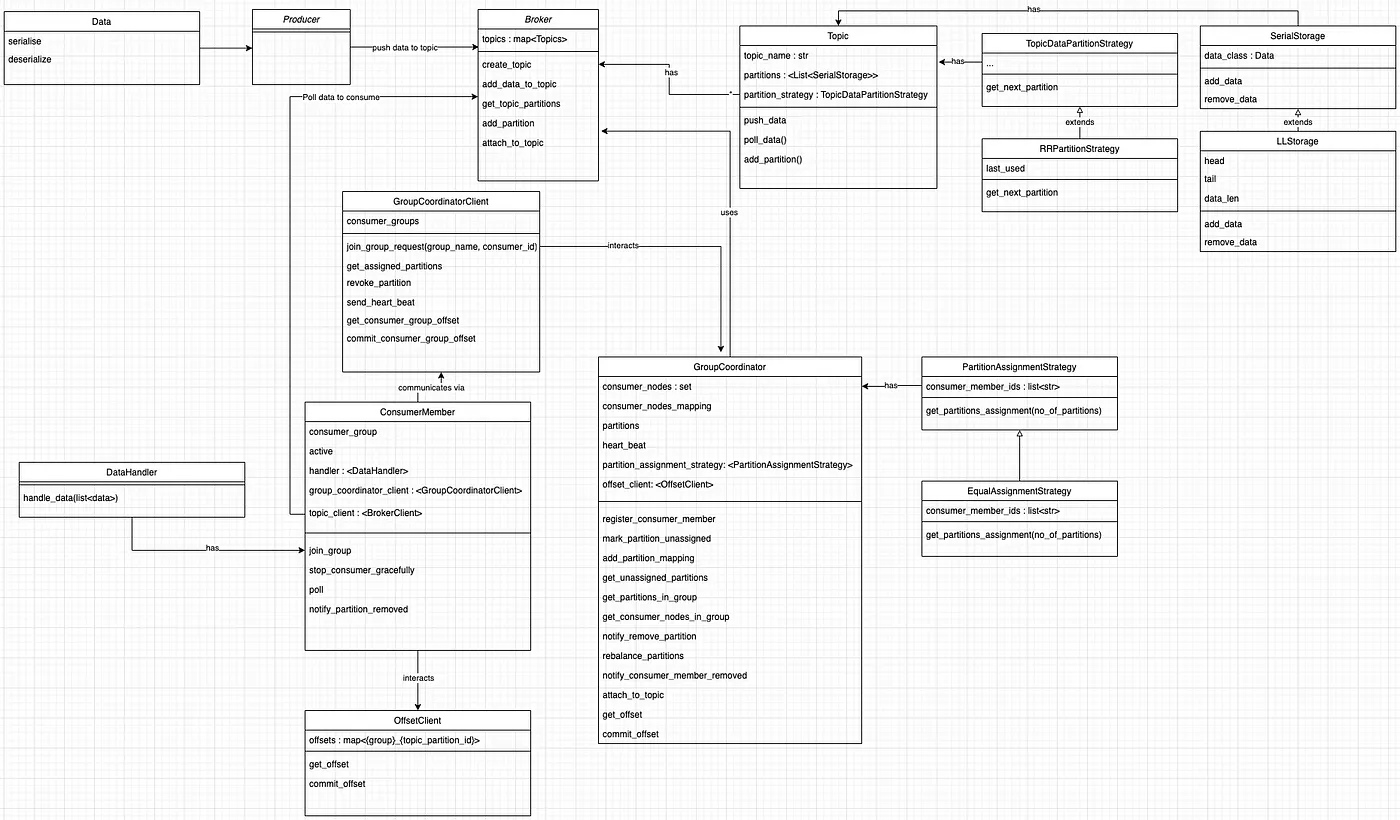 Data
serialise
deserialize
Producer
push data to topic
Broker
topics : map<Topics>
create_topic
add_data_to_topic
get_topic_partitions
add_partition
attach_to_topic
Poll data to consume
has
*
has
Topic
topic_name : str
partitions : <List<SerialStorage>>
partition_strategy : TopicDataPartitionStrategy
push_data
poll_data()
add_partition()
has
TopicDataPartitionStrategy
...
get_next_partition
extends
RRPartitionStrategy
last_used
get_next_partition
SerialStorage
data_class : Data
add_data
remove_data
extends
LLStorage
head
tail
data_len
add_data
remove_data
GroupCoordinatorClient
consumer_groups
join_group_request(group_name, consumer_id)
get_assigned_partitions
revoke_partition
send_heart_beat
get_consumer_group_offset
commit_consumer_group_offset
interacts
uses
communicates via
ConsumerMember
consumer_group
active
handler : <DataHandler>
group_coordinator_client : <GroupCoordinatorClient>
topic_client : <BrokerClient>
join_group
stop_consumer_gracefully
poll
notify_partition_removed
DataHandler
handle_data(list<data>)
has
interacts
OffsetClient
offsets : map<{group}_{topic_partition_id}>
get_offset
commit_offset
GroupCoordinator
consumer_nodes : set
consumer_nodes_mapping
partitions
heart_beat
partition_assignment_strategy: <PartitionAssignmentStrategy>
offset_client: <OffsetClient>
register_consumer_member
mark_partition_unassigned
add_partition_mapping
get_unassigned_partitions
get_partitions_in_group
get_consumer_nodes_in_group
notify_remove_partition
rebalance_partitions
notify_consumer_member_removed
attach_to_topic
get_offset
commit_offset
has
PartitionAssignmentStrategy
consumer_member_ids : list<str>
get_partitions_assignment(no_of_partitions)
EqualAssignmentStrategy
consumer_member_ids : list<str>
get_partitions_assignment(no_of_partitions)